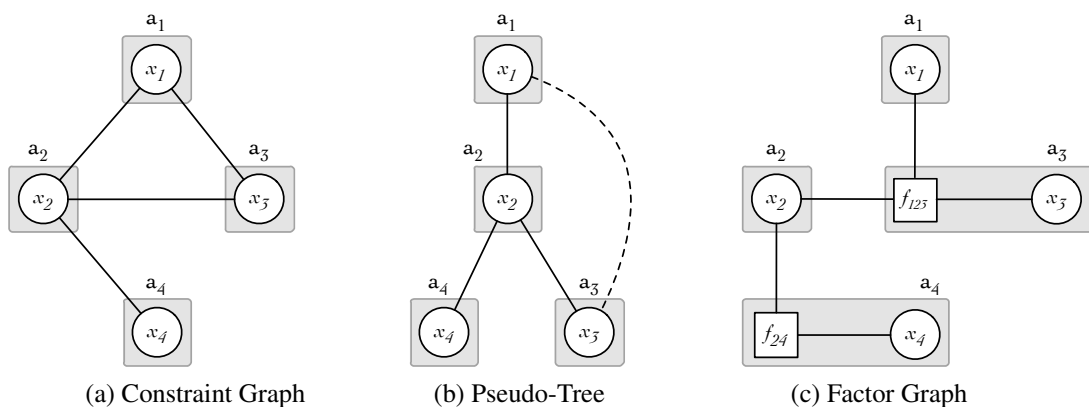 a₁
x₁
a₂
x₂
a₃
x₃
a₄
x₄
(a) Constraint Graph
a₁
x₁
a₂
x₂
a₄
x₄
a₃
x₃
(b) Pseudo-Tree
a₁
x₁
a₂
x₂
a₃
f₁₂₃
x₃
a₄
f₂₄
x₄
(c) Factor Graph